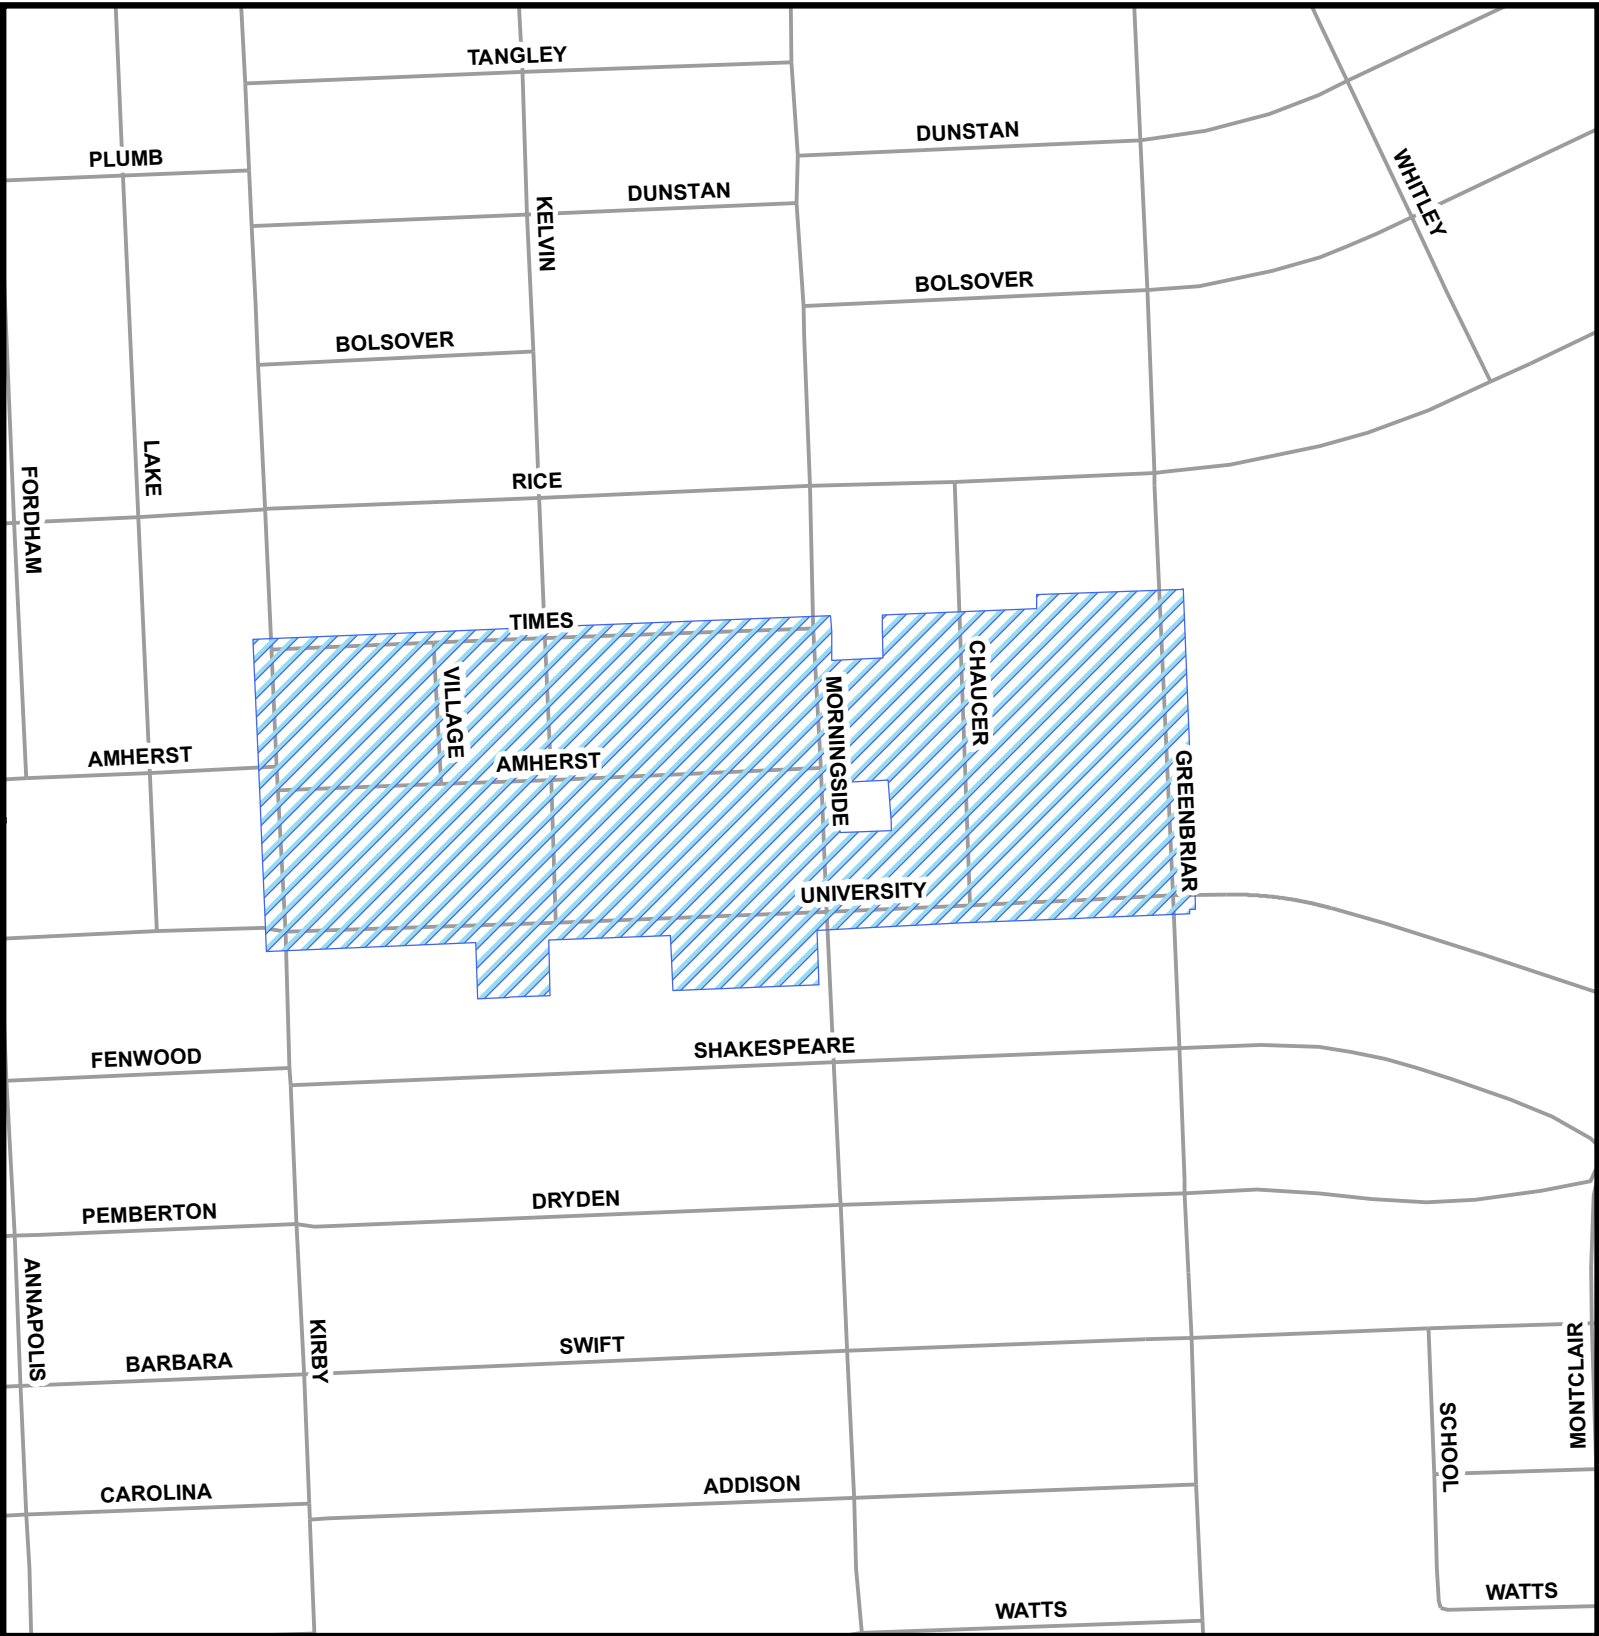 TANGLEY
DUNSTAN
PLUMB
DUNSTAN
WHITLEY
KELVIN
BOLSOVER
BOLSOVER
LAKE
FORDHAM
RICE
TIMES
VILLAGE
MORNINGSIDE
CHAUCER
AMHERST
AMHERST
GREENBRIAR
UNIVERSITY
FENWOOD
SHAKESPEARE
PEMBERTON
DRYDEN
ANNAPOLIS
KIRBY
BARBARA
SWIFT
MONTCLAIR
SCHOOL
CAROLINA
ADDISON
WATTS
WATTS